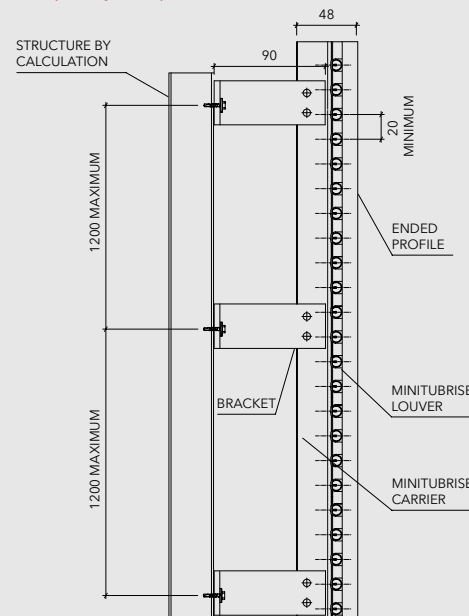 48
STRUCTURE BY
CALCULATION
90
20
MINIMUM
1200 MAXIMUM
ENDED
PROFILE
BRACKET
MINITUBRISE
LOUVER
1200 MAXIMUM
MINITUBRISE
CARRIER